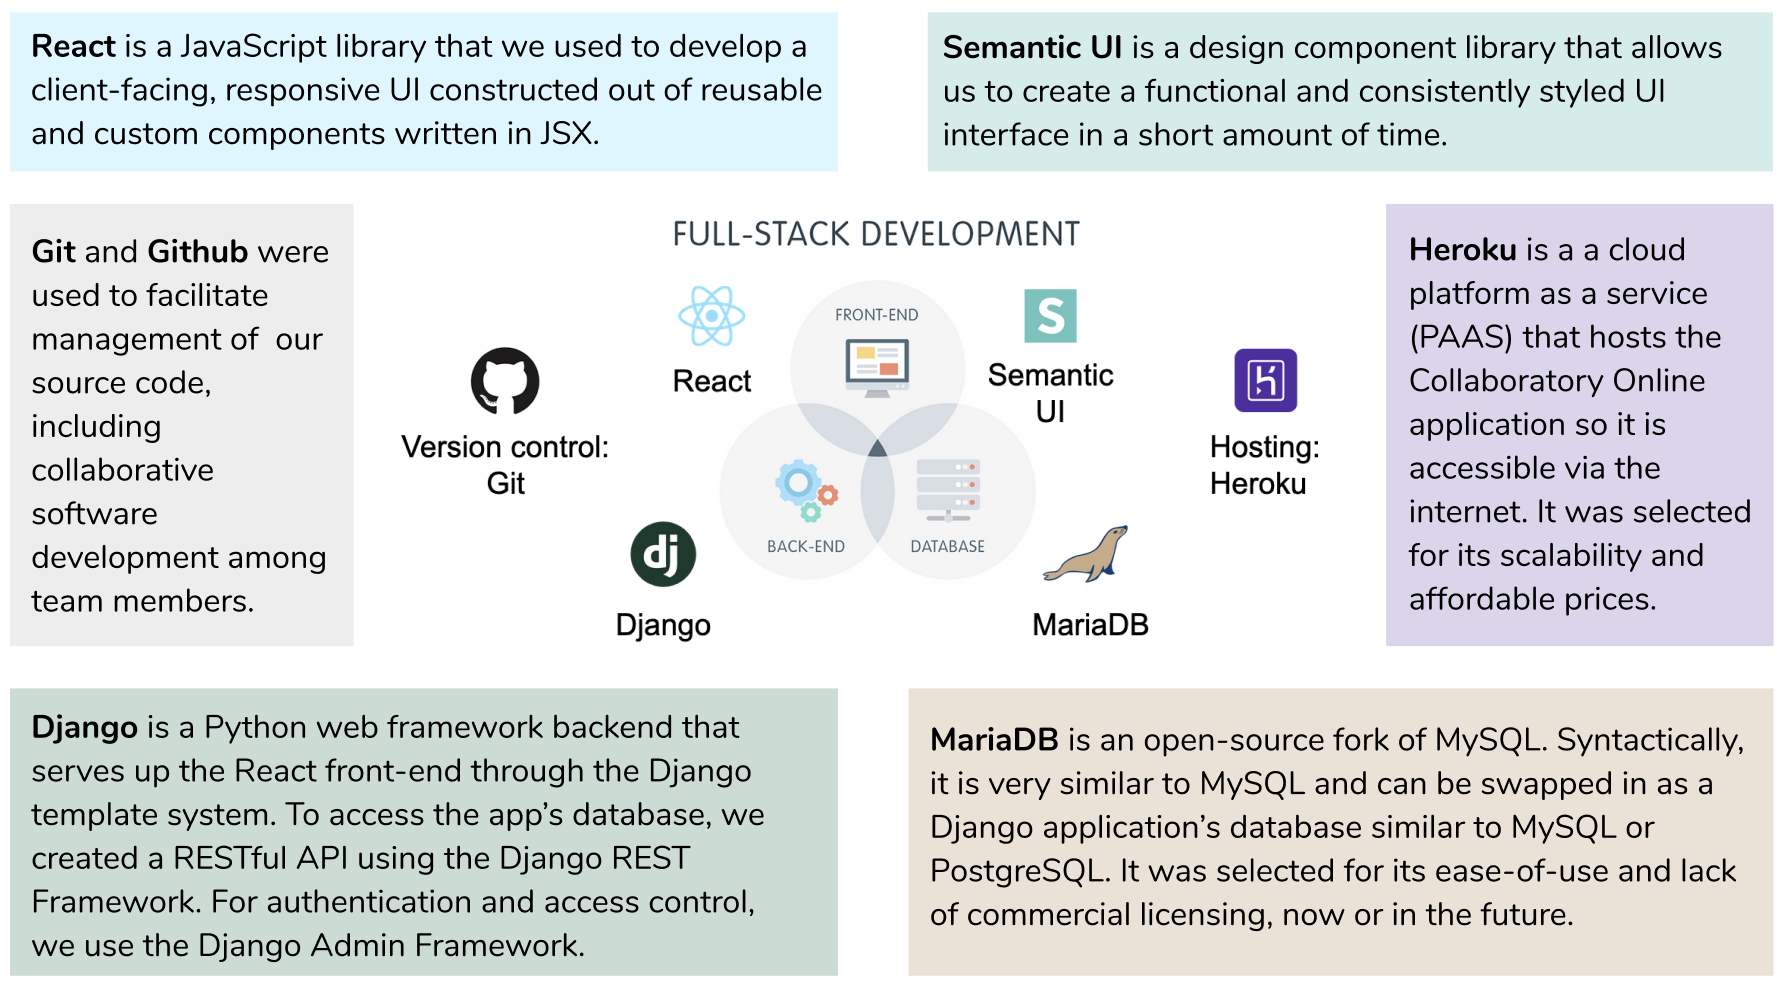 React is a JavaScript library that we used to develop a
client-facing, responsive UI constructed out of reusable
and custom components written in JSX.
Semantic UI is a design component library that allows
us to create a functional and consistently styled UI
interface in a short amount of time.
Git and Github were
used to facilitate
management of  our
source code,
including
collaborative
software
development among
team members.
FULL-STACK DEVELOPMENT
FRONT-END
React
Semantic
UI
Version control:
Git
Hosting:
Heroku
BACK-END
DATABASE
dj
Django
MariaDB
Heroku is a a cloud
platform as a service
(PAAS) that hosts the
Collaboratory Online
application so it is
accessible via the
internet. It was selected
for its scalability and
affordable prices.
Django is a Python web framework backend that
serves up the React front-end through the Django
template system. To access the app’s database, we
created a RESTful API using the Django REST
Framework. For authentication and access control,
we use the Django Admin Framework.
MariaDB is an open-source fork of MySQL. Syntactically,
it is very similar to MySQL and can be swapped in as a
Django application’s database similar to MySQL or
PostgreSQL. It was selected for its ease-of-use and lack
of commercial licensing, now or in the future.